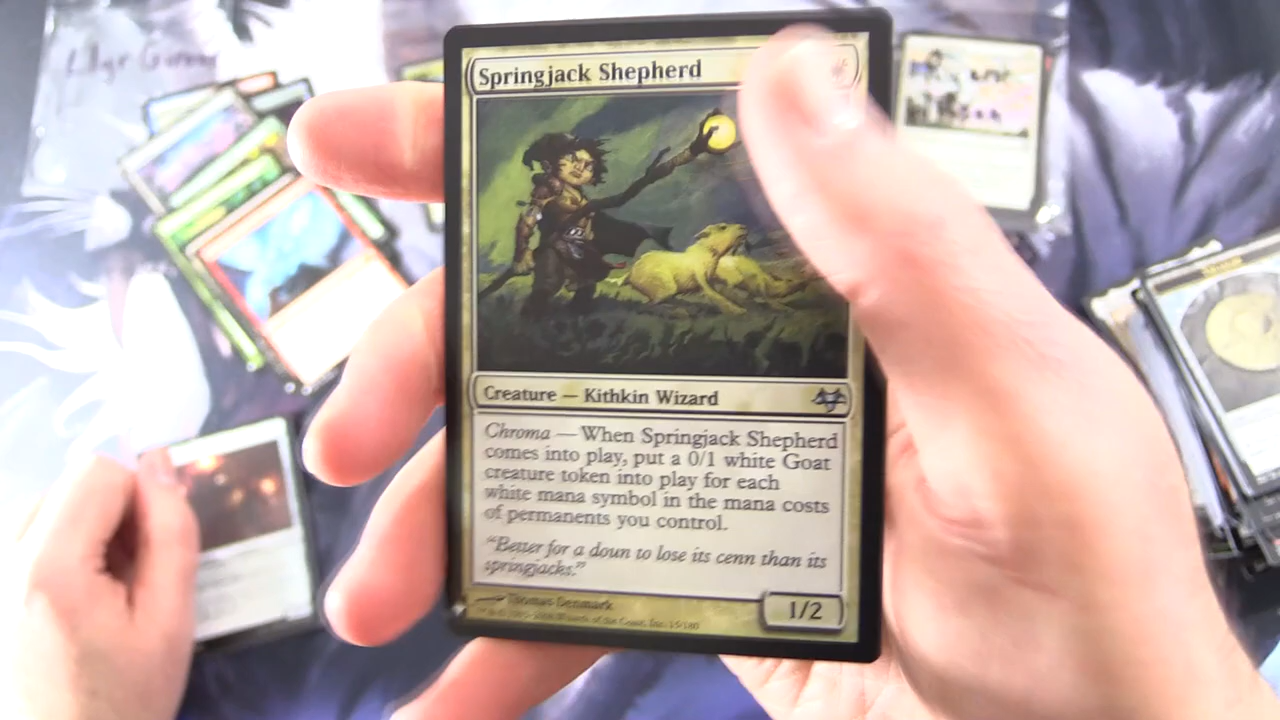 Springjack Shepherd
Creature — Kithkin Wizard
Chroma — When Springjack Shepherd
comes into play, put a 0/1 white Goat
creature token into play for each
white mana symbol in the mana costs
of permanents you control.
"Better for a doun to lose its cenn than its
springjacks."
Thomas Denmark
1/2